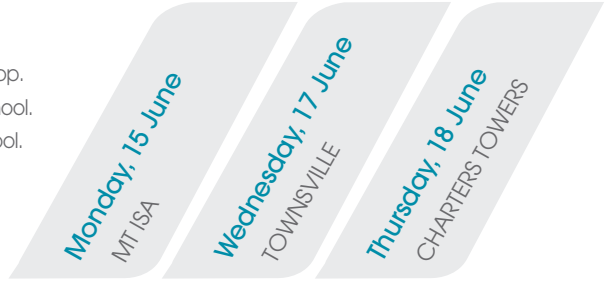 Monday, 15 June
MT ISA
Wednesday, 17 June
TOWNSVILLE
Thursday, 18 June
CHARTERS TOWERS